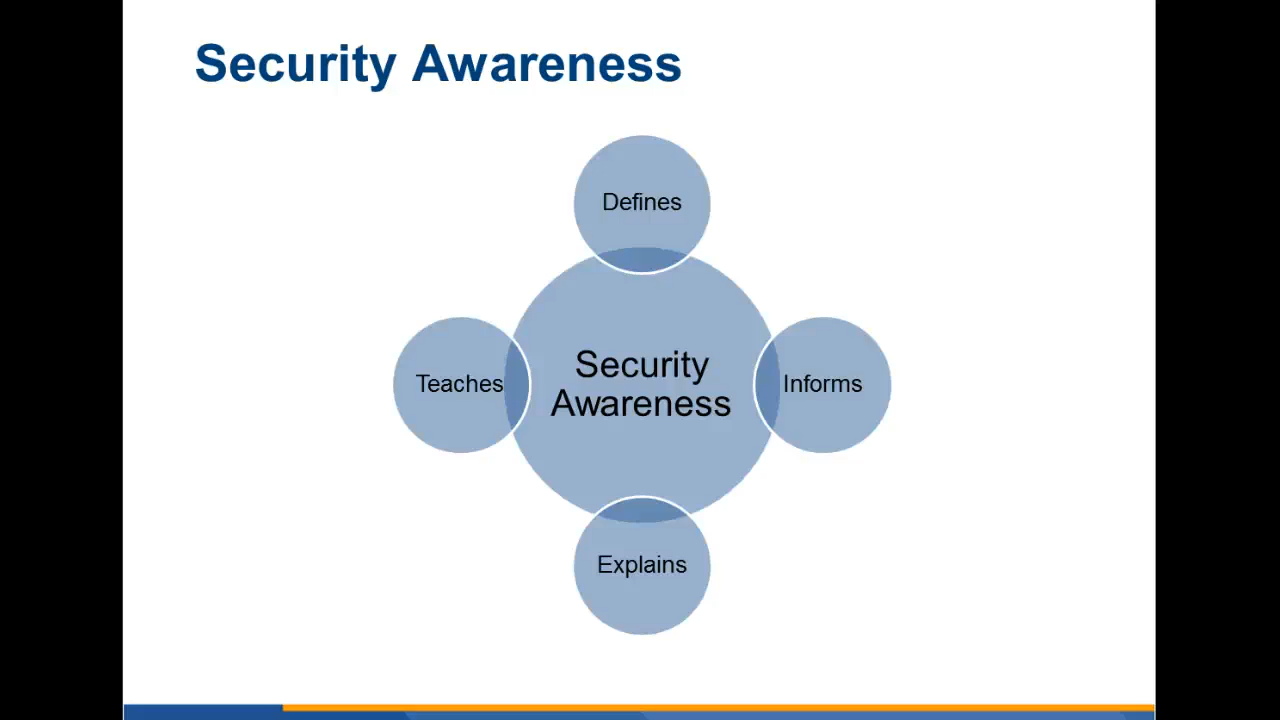 Security Awareness
Defines
Teaches
Security
Awareness
Informs
Explains